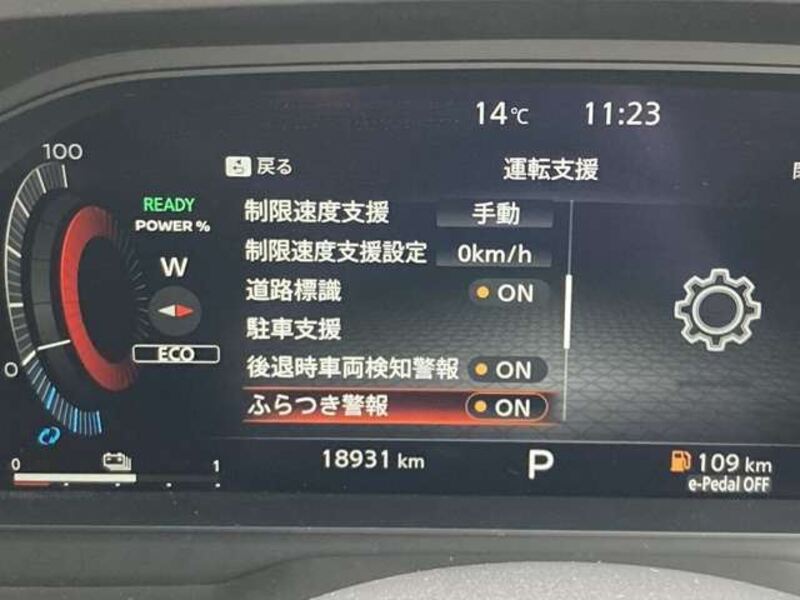 14℃ 11:23
100
戻る
運転支援
READY
POWER %
制限速度支援 手動
W
制限速度支援設定 0km/h
道路標識 ON
駐車支援
ECO
0
後退時車両検知警報 ON
ふらつき警報 ON
18931 km
P
109 km
e-Pedal OFF
0 1